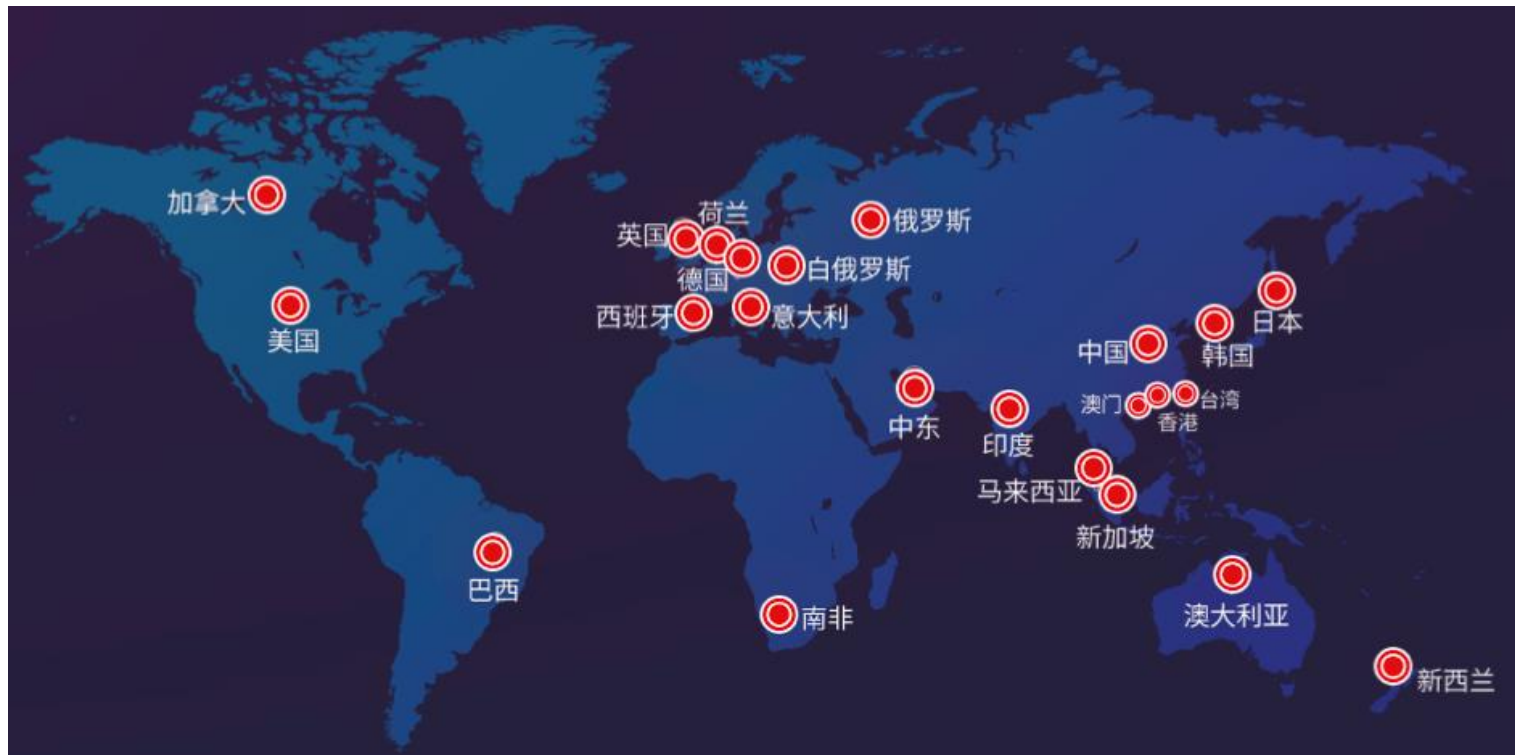 加拿大
美国
巴西
英国
荷兰
德国
白俄罗斯
俄罗斯
西班牙
意大利
中东
印度
中国
韩国
日本
澳门
香港
台湾
马来西亚
新加坡
南非
澳大利亚
新西兰